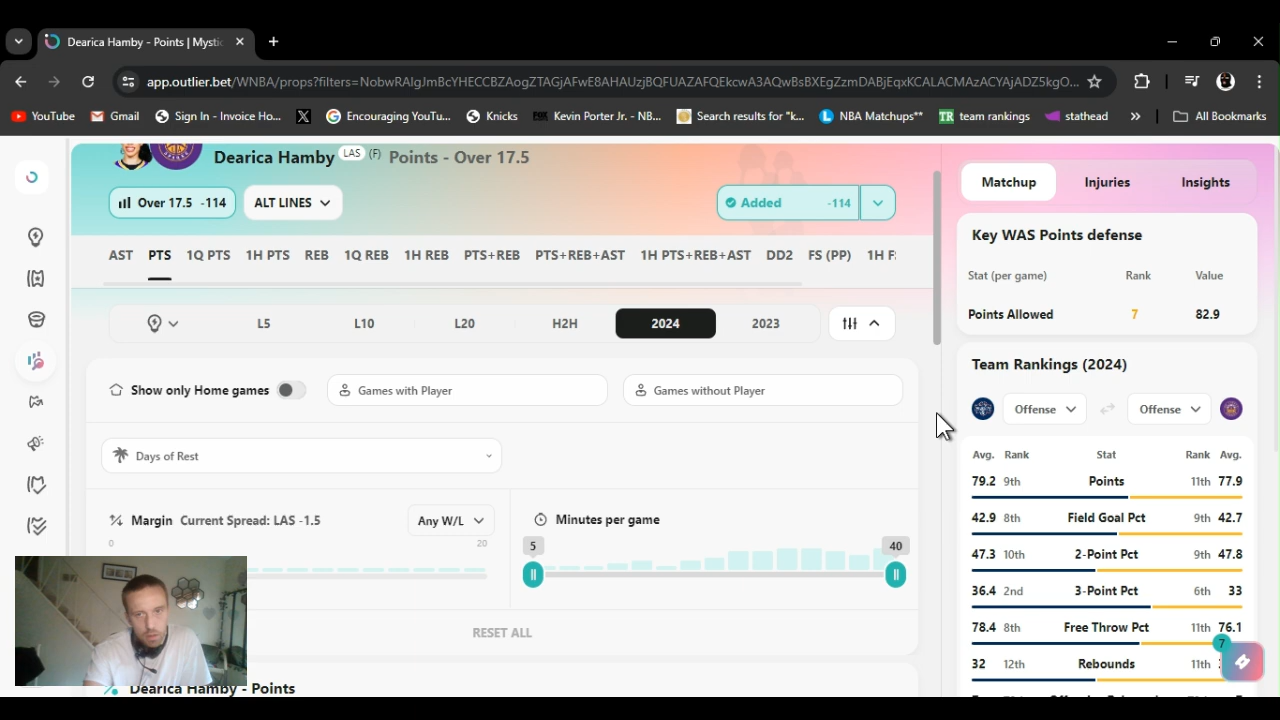 Dearica Hamby - Points | Mystic
app.outlier.bet/WNBA/props?filters=NobwRAlgJmBcYHECCBZAogZTAGjAFwE8AHAUzjBQFUAZAFQEkcwA3AQwBsBXEgZzmDABjEqxKCALACMAzACYAjADZ5kgO...
YouTube
Gmail
Sign In - Invoice Ho...
Encouraging YouTu...
Knicks
Kevin Porter Jr. - NB...
Search results for "k...
NBA Matchups**
TR team rankings
stathead
»
All Bookmarks
Dearica Hamby LAS (F) Points - Over 17.5
Over 17.5 -114
ALT LINES
Added -114
AST PTS 1Q PTS 1H PTS REB 1Q REB 1H REB PTS+REB PTS+REB+AST 1H PTS+REB+AST DD2 FS (PP) 1H F
L5 L10 L20 H2H 2024 2023
Show only Home games
Games with Player
Games without Player
Days of Rest
Margin Current Spread: LAS -1.5
Any W/L
0 20
Minutes per game
5 40
RESET ALL
Dearica Hamby - Points
Matchup Injuries Insights
Key WAS Points defense
Stat (per game) Rank Value
Points Allowed 7 82.9
Team Rankings (2024)
Offense Offense
Avg. Rank Stat Rank Avg.
79.2 9th Points 11th 77.9
42.9 8th Field Goal Pct 9th 42.7
47.3 10th 2-Point Pct 9th 47.8
36.4 2nd 3-Point Pct 6th 33
78.4 8th Free Throw Pct 11th 76.1
7
32 12th Rebounds 11th